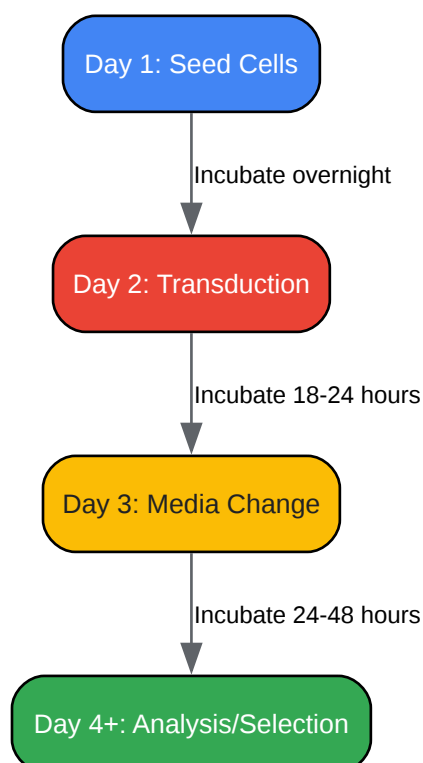 Day 1: Seed Cells
Incubate overnight
Day 2: Transduction
Incubate 18-24 hours
Day 3: Media Change
Incubate 24-48 hours
Day 4+: Analysis/Selection